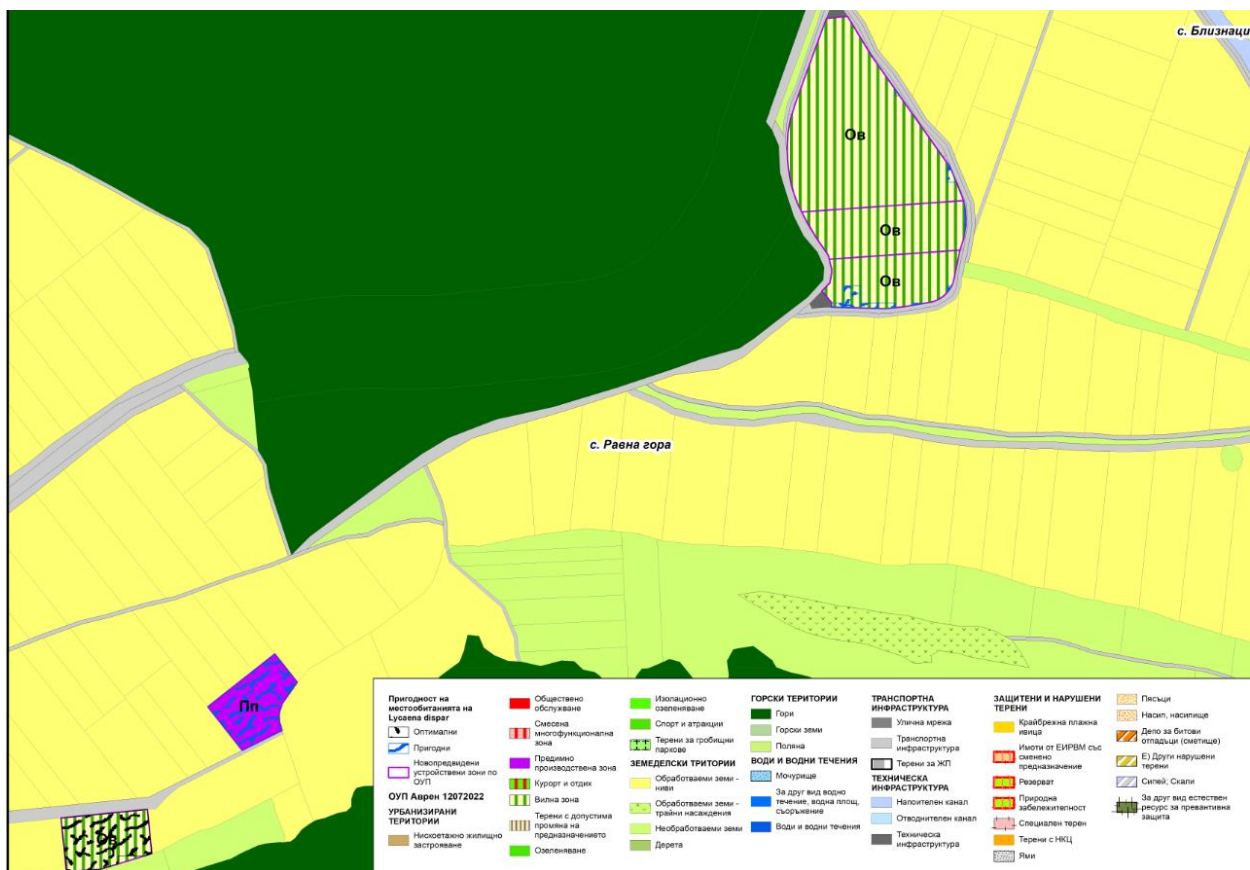 с. Близнаци
Ов
Ов
Ов
с. Равна гора
Пп
Ов
Пригодност на
местообитанията на
Lycaena dispar
Оптимални
Пригодни
Новопредвидени
устройствени зони по
ОУП
ОУП Аврен 12072022
УРБАНИЗИРАНИ
ТЕРИТОРИИ
Нискоетажно жилищно
застрояване
Обществено
обслужване
Смесена
многофункционална
зона
Предимно
производствена зона
Курорт и отдих
Вилна зона
Терени с допустима
промяна на
предназначението
Озеленяване
Изолационно
озеленяване
Спорт и атракции
Терени за гробищни
паркове
ЗЕМЕДЕЛСКИ ТРИТОРИИ
Обработваеми земи -
ниви
Обработваеми земи -
трайни насаждения
Необработваеми земи
Дерета
ГОРСКИ ТЕРИТОРИИ
Гори
Горски земи
Поляна
ВОДИ И ВОДНИ ТЕЧЕНИЯ
Мочурище
За друг вид водно
течение, водна площ,
съоръжение
Води и водни течения
ТРАНСПОРТНА
ИНФРАСТРУКТУРА
Улична мрежа
Транспортна
инфраструктура
Терени за ЖП
ТЕХНИЧЕСКА
ИНФРАСТРУКТУРА
Напоителен канал
Отводнителен канал
Техническа
инфраструктура
ЗАЩИТЕНИ И НАРУШЕНИ
ТЕРЕНИ
Крайбрежна плажна
ивица
Имоти от ЕИРВМ със
сменено
предназначение
Резерват
Природна
забележителност
Специален терен
Терени с НКЦ
Ями
Пясъци
Насип, насипище
Депо за битови
отпадъци (сметище)
Е) Други нарушени
терени
Сипей; Скали
За друг вид естествен
ресурс за превантивна
защита